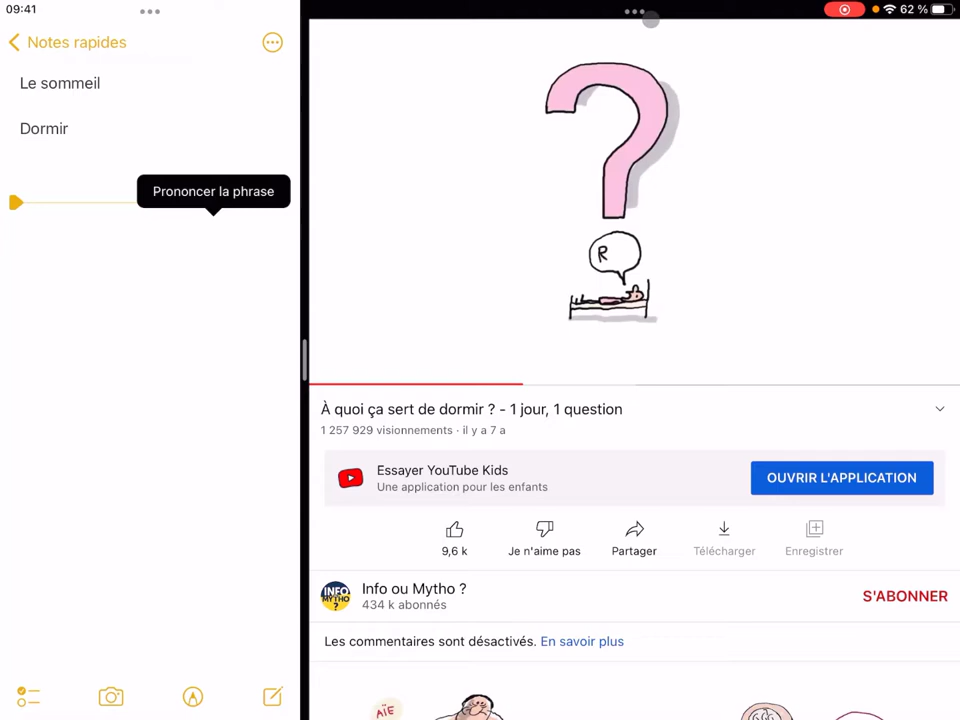 09:41
62 %
Notes rapides
Le sommeil
Dormir
Prononcer la phrase
?
R
À quoi ça sert de dormir ? - 1 jour, 1 question
1 257 929 visionnements · il y a 7 a
Essayer YouTube Kids
Une application pour les enfants
OUVRIR L'APPLICATION
9,6 k
Je n'aime pas
Partager
Télécharger
Enregistrer
INFO
MYTHO
?
Info ou Mytho ?
434 k abonnés
S'ABONNER
Les commentaires sont désactivés. En savoir plus
AÏE